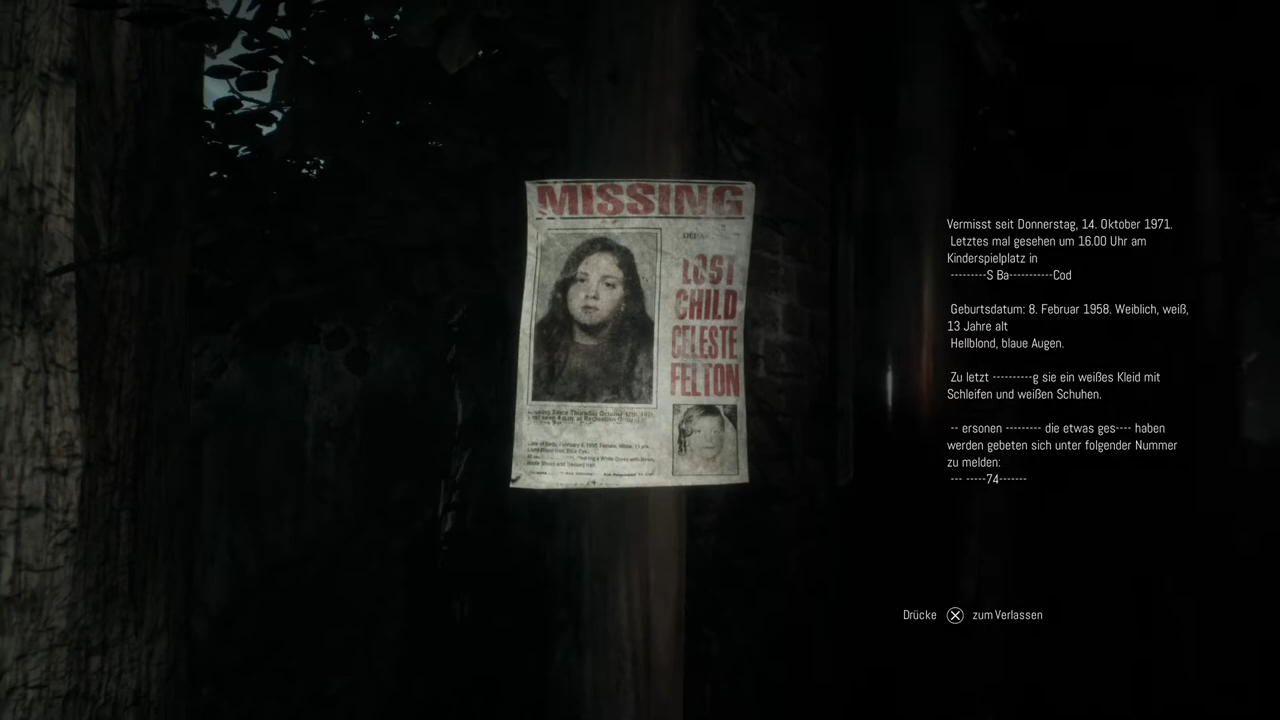 MISSING
LOST
CHILD
CELESTE
FELTON
Vermisst seit Donnerstag, 14. Oktober 1971.
Letztes mal gesehen um 16.00 Uhr am
Kinderspielplatz in
---------S Ba-----------Cod
Geburtsdatum: 8. Februar 1958. Weiblich, weiß,
13 Jahre alt
Hellblond, blaue Augen.
Zu letzt ----------g sie ein weißes Kleid mit
Schleifen und weißen Schuhen.
-- ersonen --------- die etwas ges---- haben
werden gebeten sich unter folgender Nummer
zu melden:
--- -----74-------
Drücke zum Verlassen